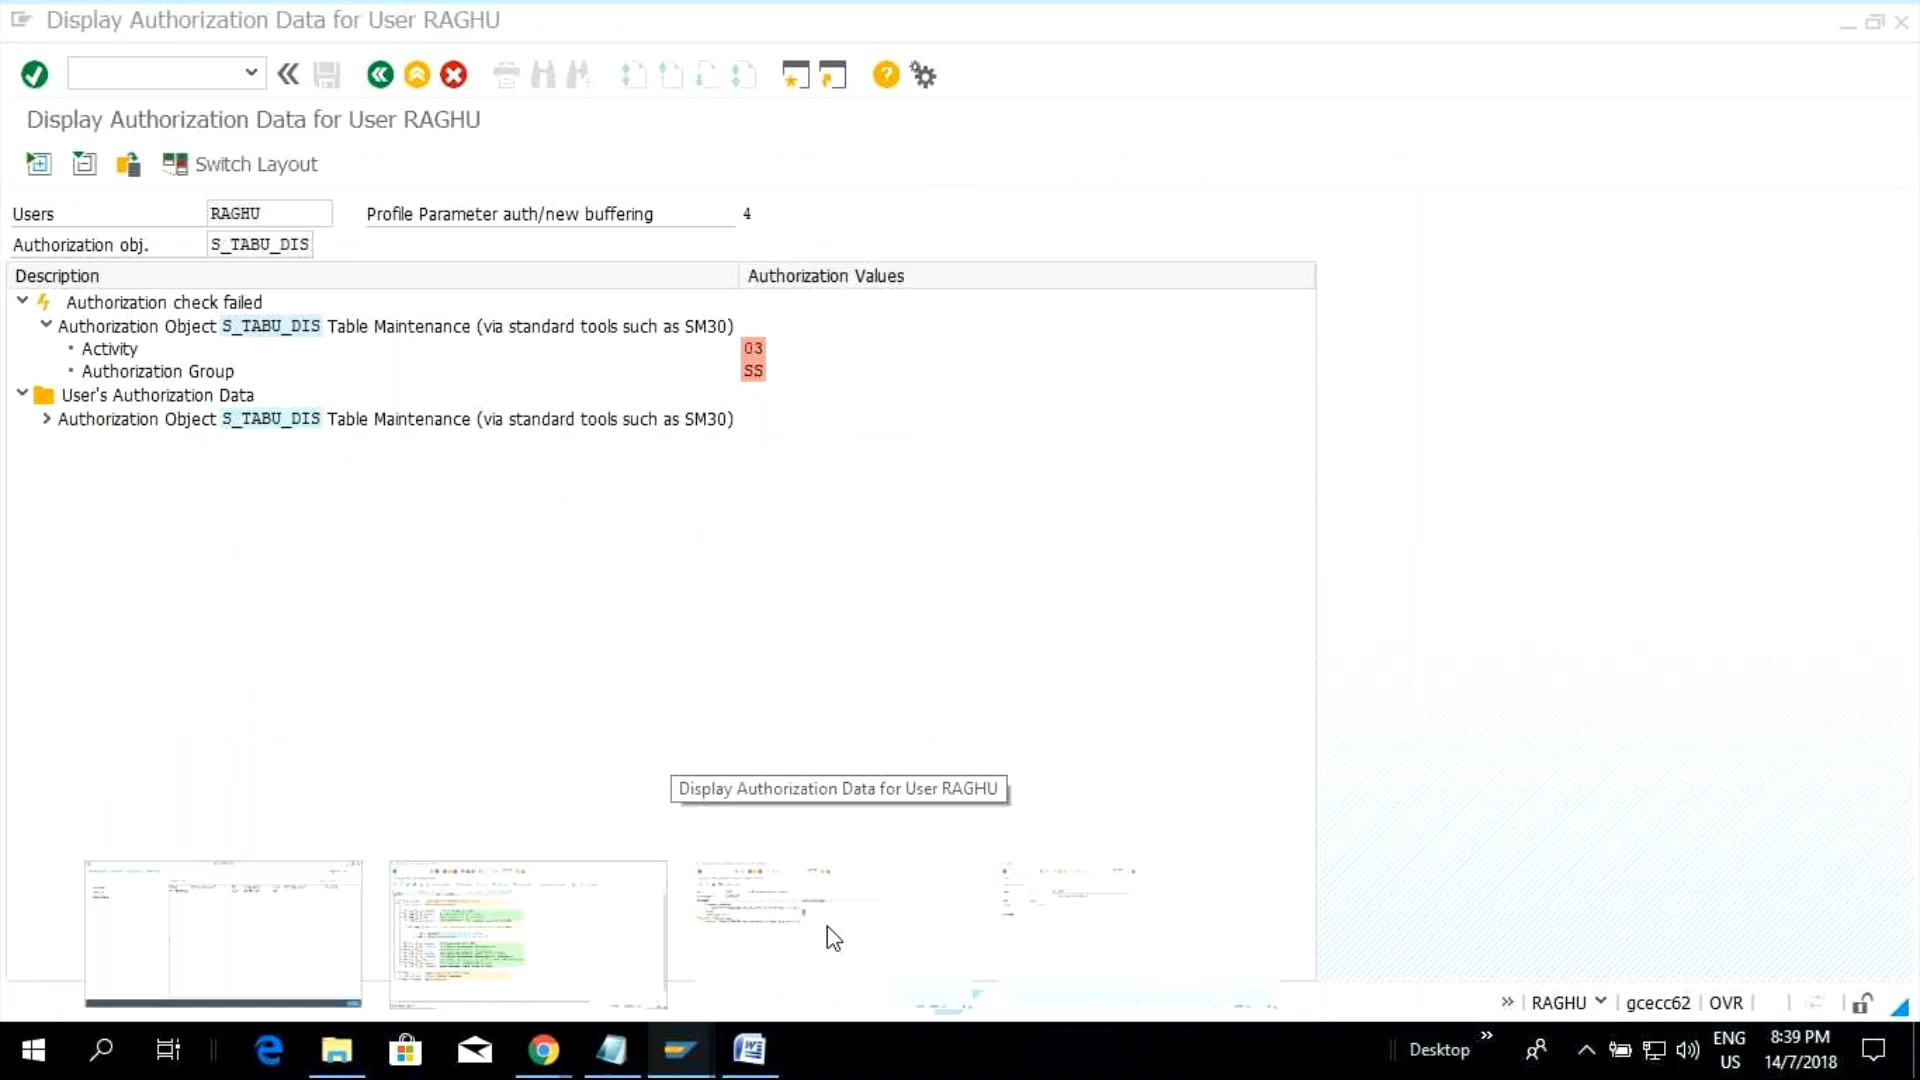 Display Authorization Data for User RAGHU
Display Authorization Data for User RAGHU
Switch Layout
Users RAGHU Profile Parameter auth/new buffering 4
Authorization obj. S_TABU_DIS
Description Authorization Values
Authorization check failed
Authorization Object S_TABU_DIS Table Maintenance (via standard tools such as SM30)
Activity 03
Authorization Group SS
User's Authorization Data
Authorization Object S_TABU_DIS Table Maintenance (via standard tools such as SM30)
Display Authorization Data for User RAGHU
RAGHU gcecc62 OVR
Desktop
ENG
US
8:39 PM
14/7/2018